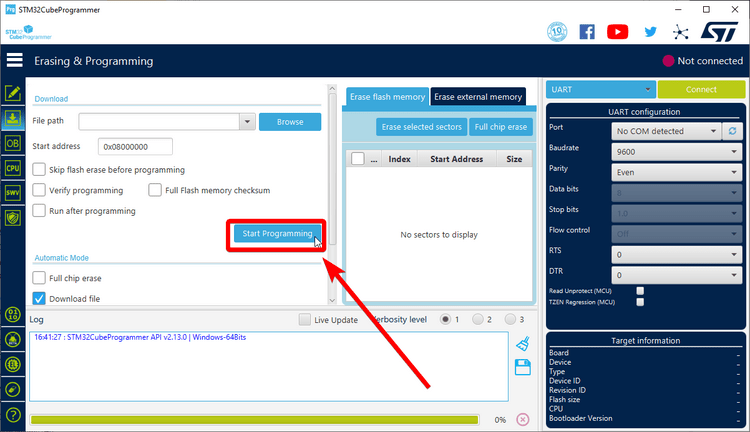 Prg STM32CubeProgrammer
STM32
CubeProgrammer
19
Erasing & Programming
Not connected
Download
File path
Browse
Start address
0x08000000
Skip flash erase before programming
Verify programming
Full Flash memory checksum
Run after programming
Start Programming
Automatic Mode
Full chip erase
Download file
OB
CPU
SWV
Erase flash memory
Erase external memory
Erase selected sectors
Full chip erase
...
Index
Start Address
Size
No sectors to display
UART
Connect
UART configuration
Port
No COM detected
Baudrate
9600
Parity
Even
Data bits
8
Stop bits
1.0
Flow control
Off
RTS
0
DTR
0
Read Unprotect (MCU)
TZEN Regression (MCU)
Log
Live Update
erbosity level
1
2
3
16:41:27 : STM32CubeProgrammer API v2.13.0 | Windows-64Bits
0%
Target information
Board
-
Device
-
Type
-
Device ID
-
Revision ID
-
Flash size
-
CPU
-
Bootloader Version
-